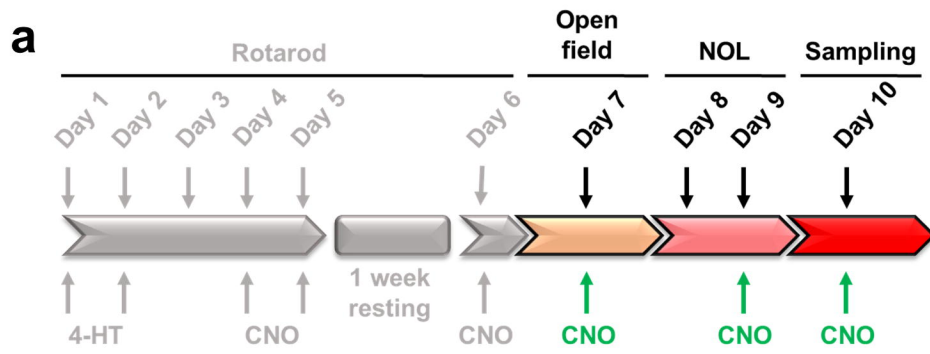 a
Rotarod
Open
field
NOL
Sampling
Day 1
Day 2
Day 3
Day 4
Day 5
Day 6
Day 7
Day 8
Day 9
Day 10
1 week
resting
4-HT
CNO
CNO
CNO
CNO
CNO